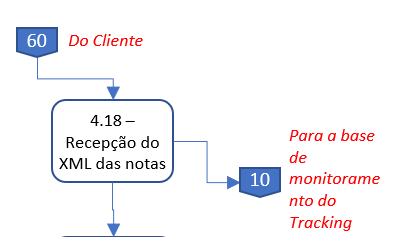 60
Do Cliente
4.18 –
Recepção do
XML das notas
10
Para a base
de
monitorame
nto do
Tracking